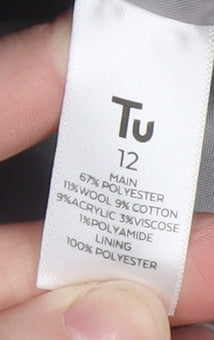 Tu
12
MAIN
67% POLYESTER
11%WOOL 9% COTTON
9%ACRYLIC 3%VISCOSE
1%POLYAMIDE
LINING
100% POLYESTER